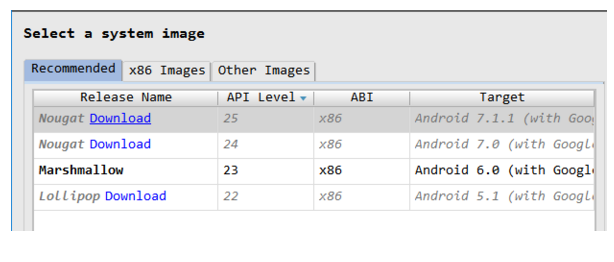 Select a system image
Recommended x86 Images Other Images
Release Name API Level ABI Target
Nougat Download 25 x86 Android 7.1.1 (with Goo
Nougat Download 24 x86 Android 7.0 (with Googl
Marshmallow 23 x86 Android 6.0 (with Googl
Lollipop Download 22 x86 Android 5.1 (with Googl